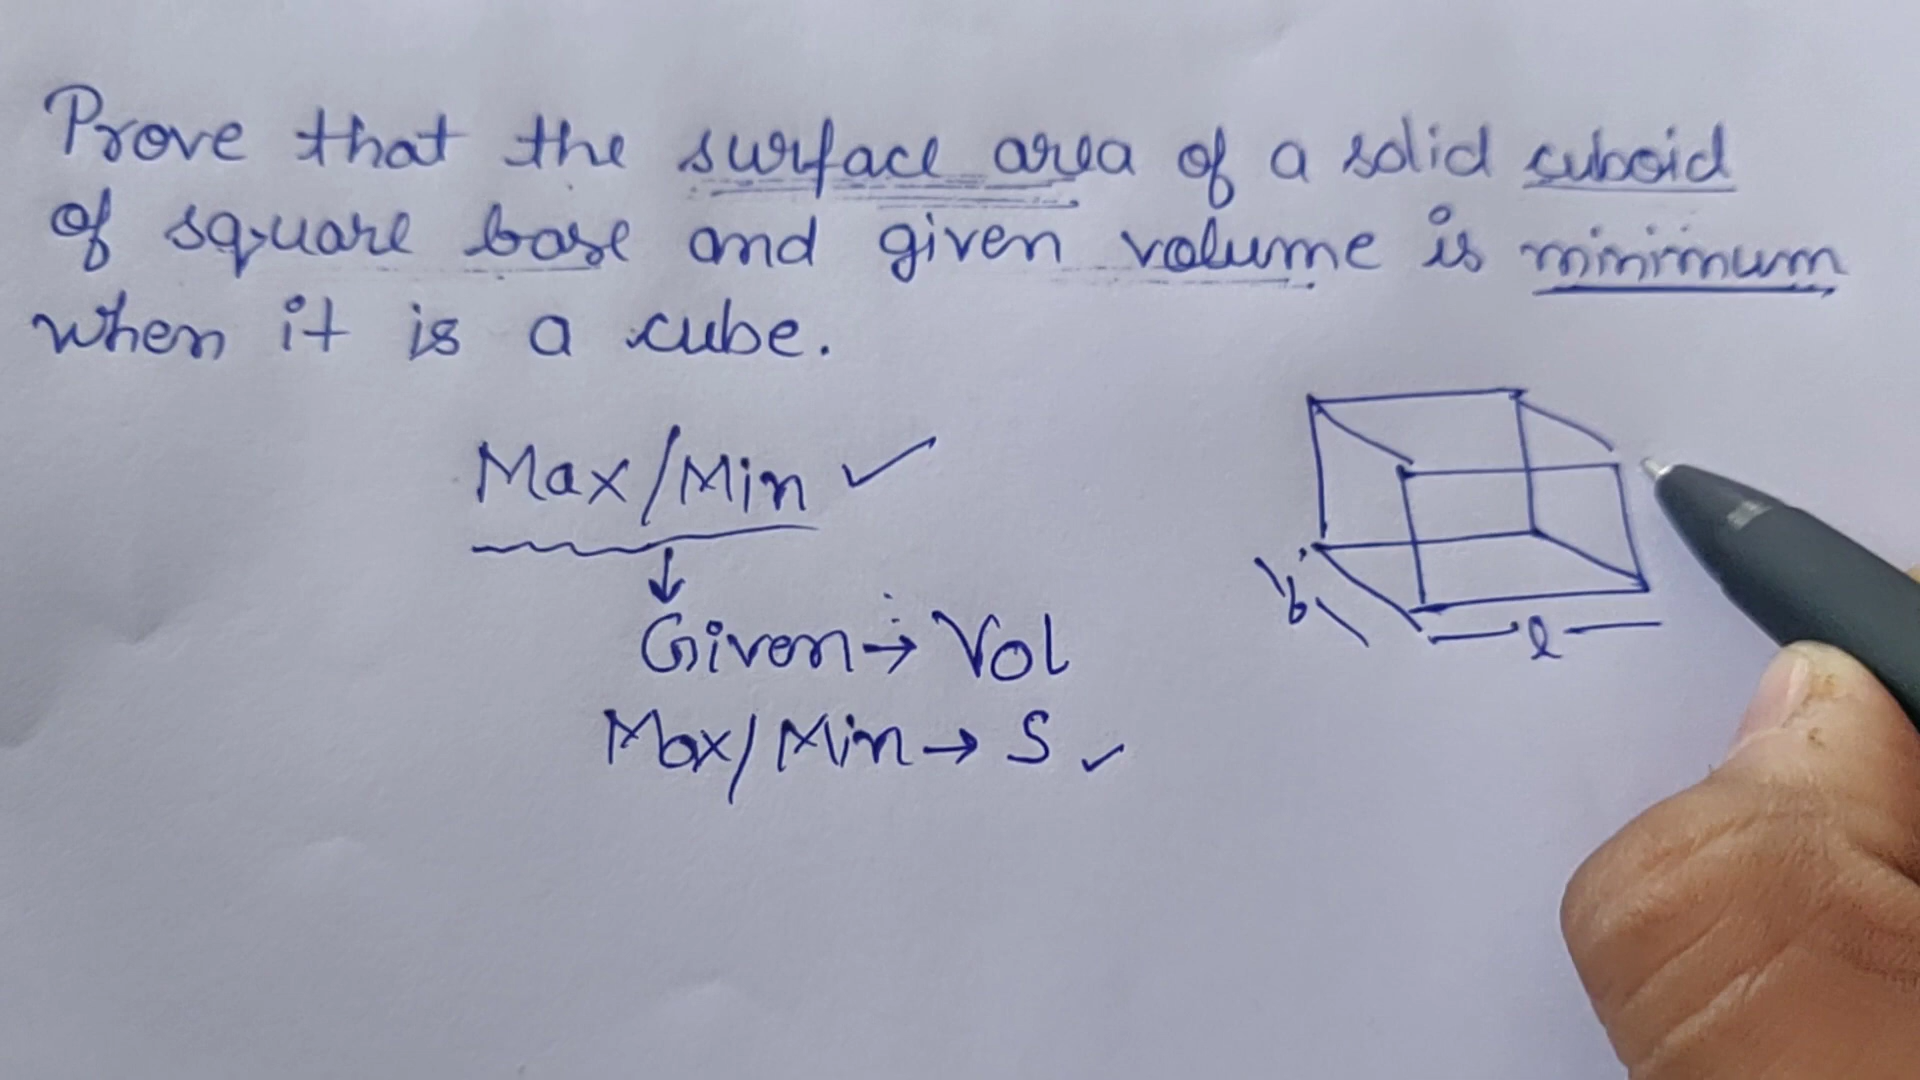 Prove that the surface area of a solid cuboid
of square base and given volume is minimum
when it is a cube.
Max/Min ✓
↓
Given → Vol
Max/Min → S ✓
b
l